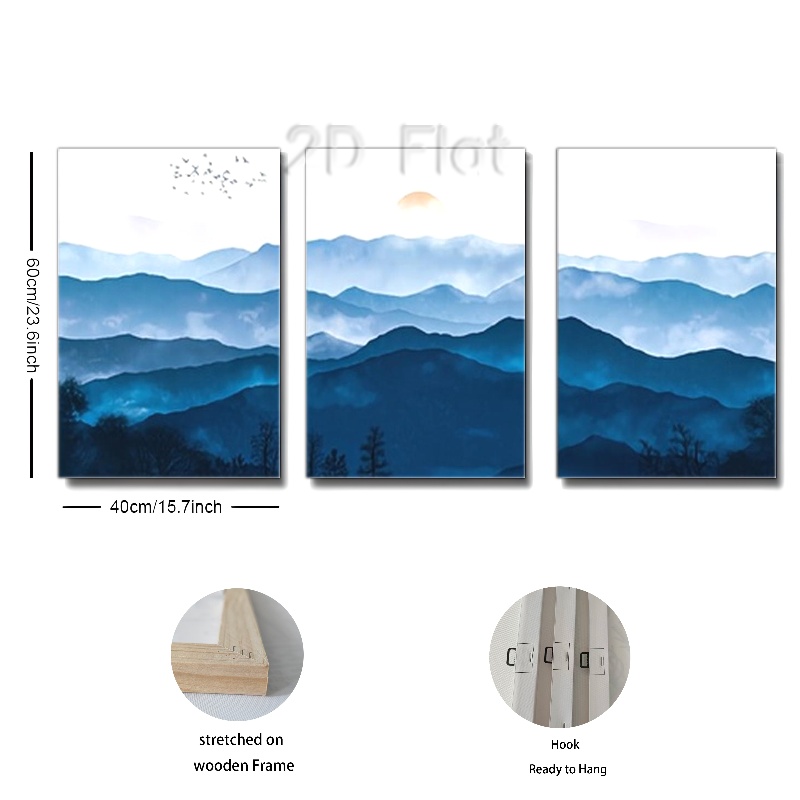 2D Flat
60cm/23.6inch
40cm/15.7inch
stretched on
wooden Frame
Hook
Ready to Hang